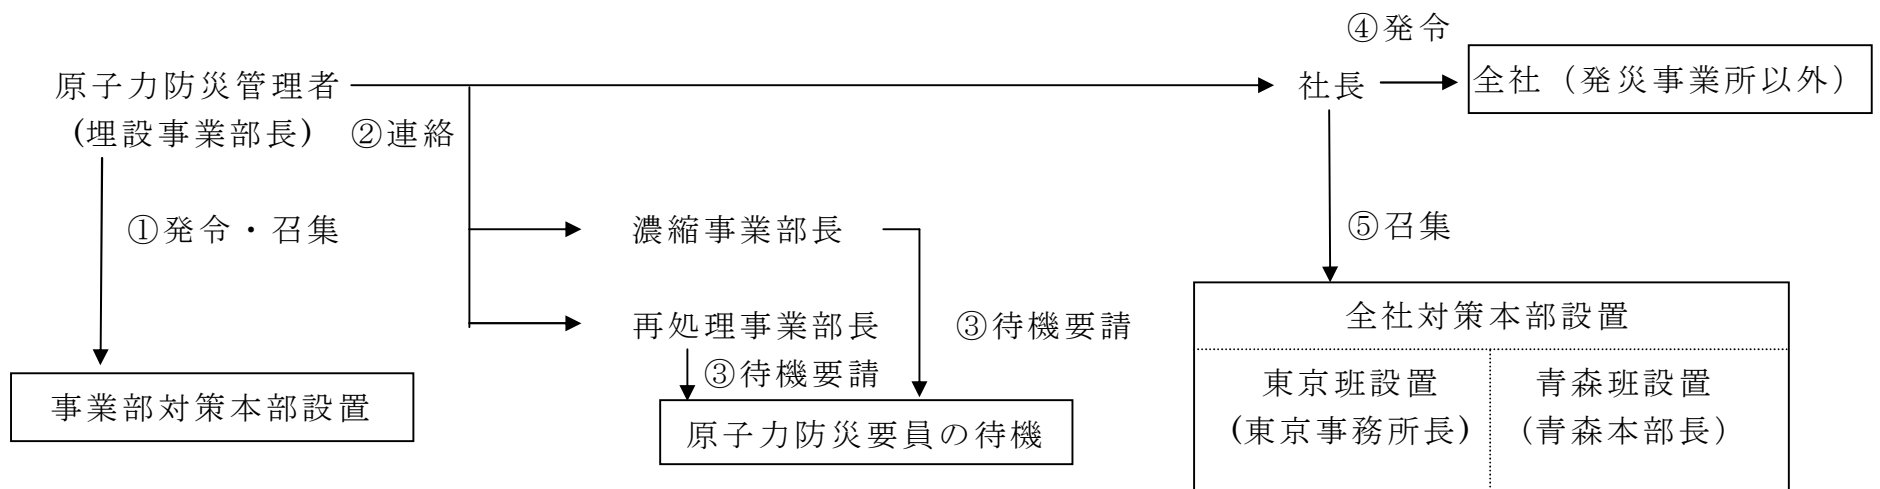 ④発令
原子力防災管理者
(埋設事業部長)
②連絡
社長
全社（発災事業所以外）
①発令・召集
濃縮事業部長
⑤召集
再処理事業部長
③待機要請
③待機要請
事業部対策本部設置
原子力防災要員の待機
全社対策本部設置
東京班設置
(東京事務所長)
青森班設置
(青森本部長)